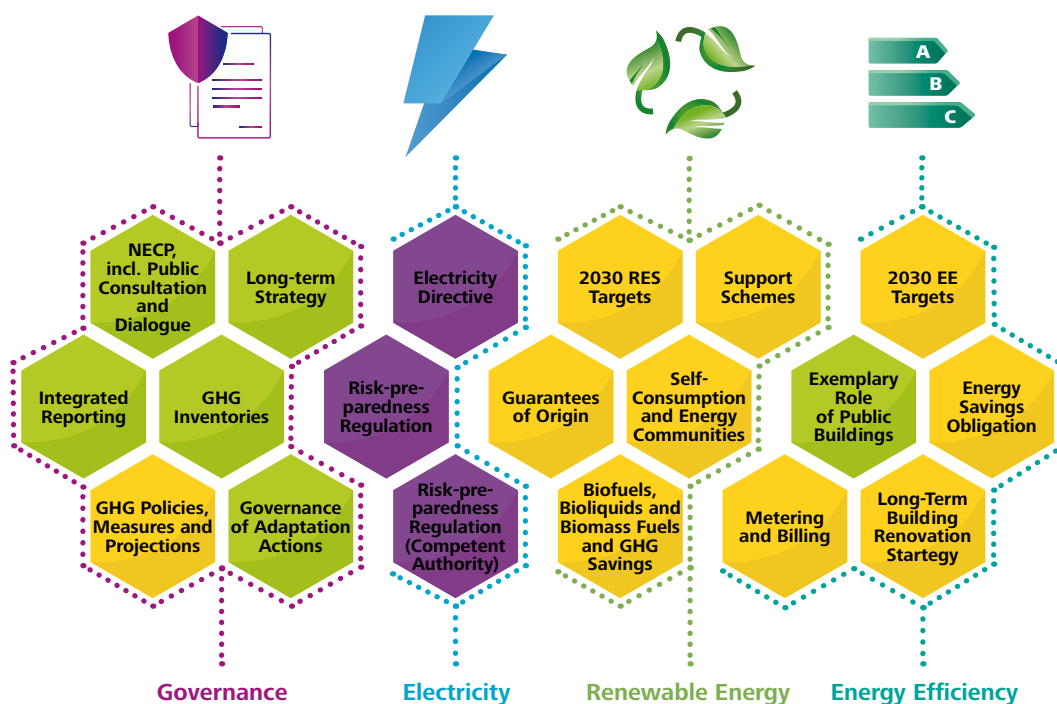 A
B
C
NECP,
incl. Public
Consultation
and
Dialogue
Long-term
Strategy
Electricity
Directive
2030 RES
Targets
Support
Schemes
2030 EE
Targets
Integrated
Reporting
GHG
Inventories
Risk-pre-
paredness
Regulation
Guarantees
of Origin
Self-
Consumption
and Energy
Communities
Exemplary
Role
of Public
Buildings
Energy
Savings
Obligation
GHG Policies,
Measures and
Projections
Governance
of Adaptation
Actions
Risk-pre-
paredness
Regulation
(Competent
Authority)
Biofuels,
Bioliquids and
Biomass Fuels
and GHG
Savings
Metering
and Billing
Long-Term
Building
Renovation
Startegy
Governance
Electricity
Renewable Energy
Energy Efficiency